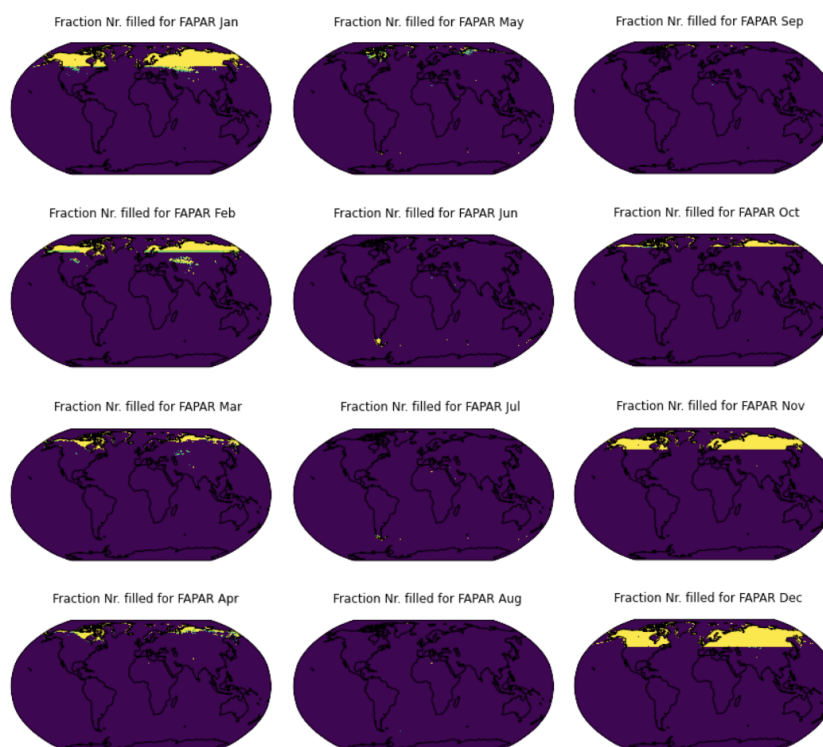 Fraction Nr. filled for FAPAR Jan
Fraction Nr. filled for FAPAR May
Fraction Nr. filled for FAPAR Sep
Fraction Nr. filled for FAPAR Feb
Fraction Nr. filled for FAPAR Jun
Fraction Nr. filled for FAPAR Oct
Fraction Nr. filled for FAPAR Mar
Fraction Nr. filled for FAPAR Jul
Fraction Nr. filled for FAPAR Nov
Fraction Nr. filled for FAPAR Apr
Fraction Nr. filled for FAPAR Aug
Fraction Nr. filled for FAPAR Dec